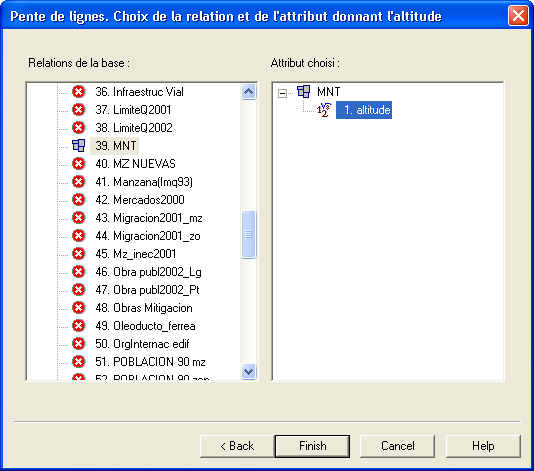 Pente de lignes. Choix de la relation et de l'attribut donnant l'altitude
Relations de la base :
36. Infraestruc Vial
37. LimiteQ2001
38. LimiteQ2002
39. MNT
40. MZ NUEVAS
41. Manzana(Imq93)
42. Mercados2000
43. Migracion2001_mz
44. Migracion2001_zo
45. Mz_inec2001
46. Obra publ2002_Lg
47. Obra publ2002_Pt
48. Obras Mitigacion
49. Oleoducto_ferrea
50. OrgInternac edif
51. POBLACION 90 mz
52. POBLACION 90 zon
Attribut choisi :
MNT
1. altitude
< Back
Finish
Cancel
Help